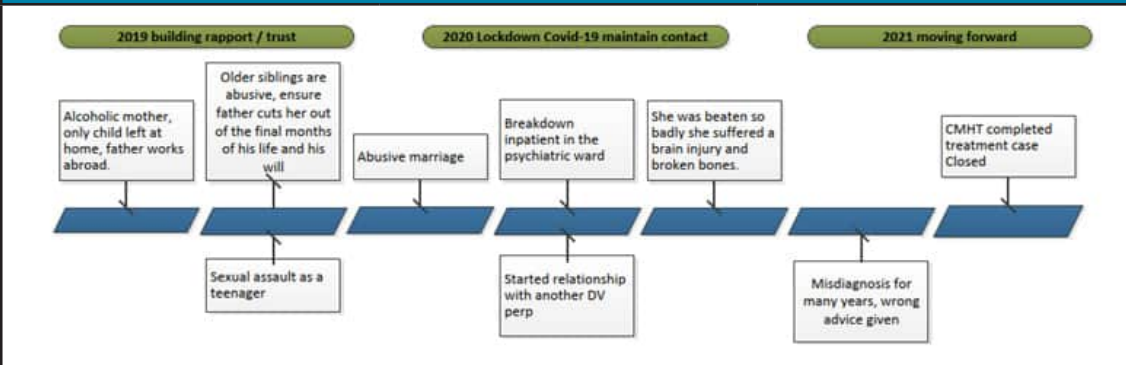 2019 building rapport / trust
2020 Lockdown Covid-19 maintain contact
2021 moving forward
Alcoholic mother,
only child left at
home, father works
abroad.
Older siblings are
abusive, ensure
father cuts her out
of the final months
of his life and his
will
Abusive marriage
Breakdown
inpatient in the
psychiatric ward
She was beaten so
badly she suffered a
brain injury and
broken bones.
CMHT completed
treatment case
Closed
Sexual assault as a
teenager
Started relationship
with another DV
perp
Misdiagnosis for
many years, wrong
advice given